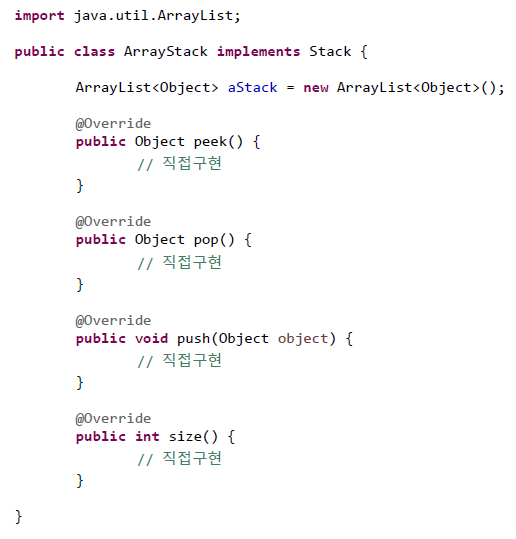 import java.util.ArrayList;
public class ArrayStack implements Stack {
ArrayList<Object> aStack = new ArrayList<Object>();
@Override
public Object peek() {
// 직접구현
}
@Override
public Object pop() {
// 직접구현
}
@Override
public void push(Object object) {
// 직접구현
}
@Override
public int size() {
// 직접구현
}
}